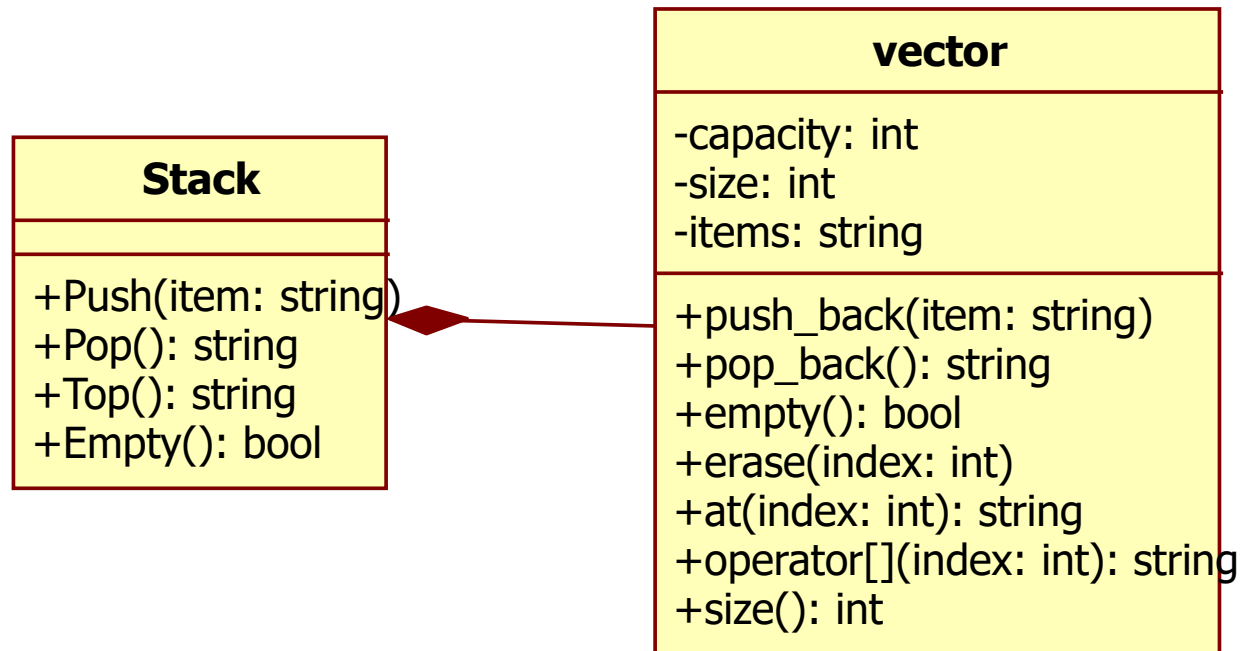 Stack
+Push(item: string)
+Pop(): string
+Top(): string
+Empty(): bool
vector
-capacity: int
-size: int
-items: string
+push_back(item: string)
+pop_back(): string
+empty(): bool
+erase(index: int)
+at(index: int): string
+operator[](index: int): string
+size(): int